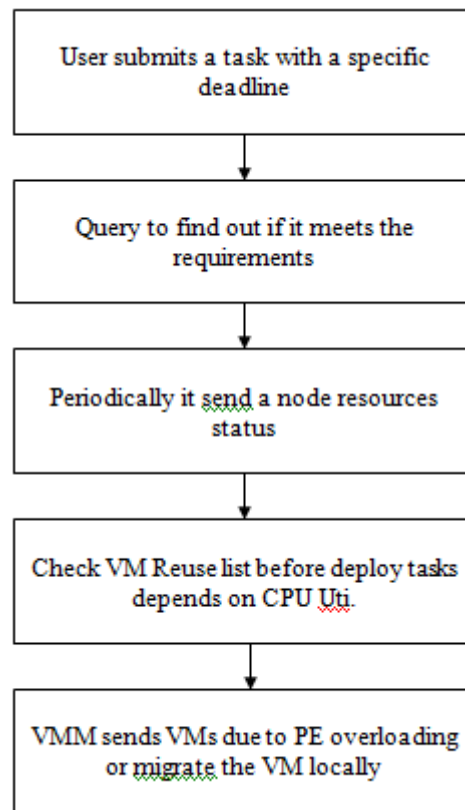 User submits a task with a specific
deadline
Query to find out if it meets the
requirements
Periodically it send a node resources
status
Check VM Reuse list before deploy tasks
depends on CPU Uti.
VMM sends VMs due to PE overloading
or migrate the VM locally